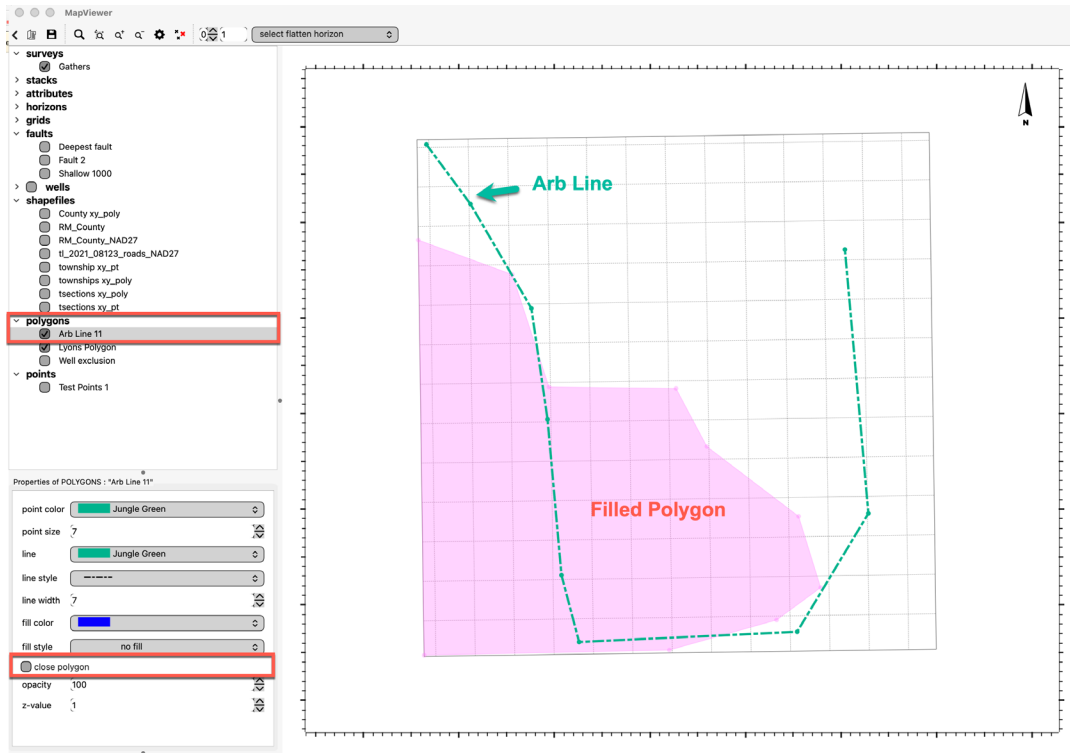 MapViewer
0 1 select flatten horizon
surveys
Gathers
stacks
attributes
horizons
grids
faults
Deepest fault
Fault 2
Shallow 1000
wells
shapefiles
County xy_poly
RM_County
RM_County_NAD27
tl_2021_08123_roads_NAD27
township xy_pt
townships xy_poly
tsections xy_poly
tsections xy_pt
polygons
Arb Line 11
Lyons Polygon
Well exclusion
points
Test Points 1
Properties of POLYGONS : "Arb Line 11"
point color Jungle Green
point size 7
line Jungle Green
line style
line width 7
fill color
fill style no fill
close polygon
opacity 100
z-value 1
N
Arb Line
Filled Polygon